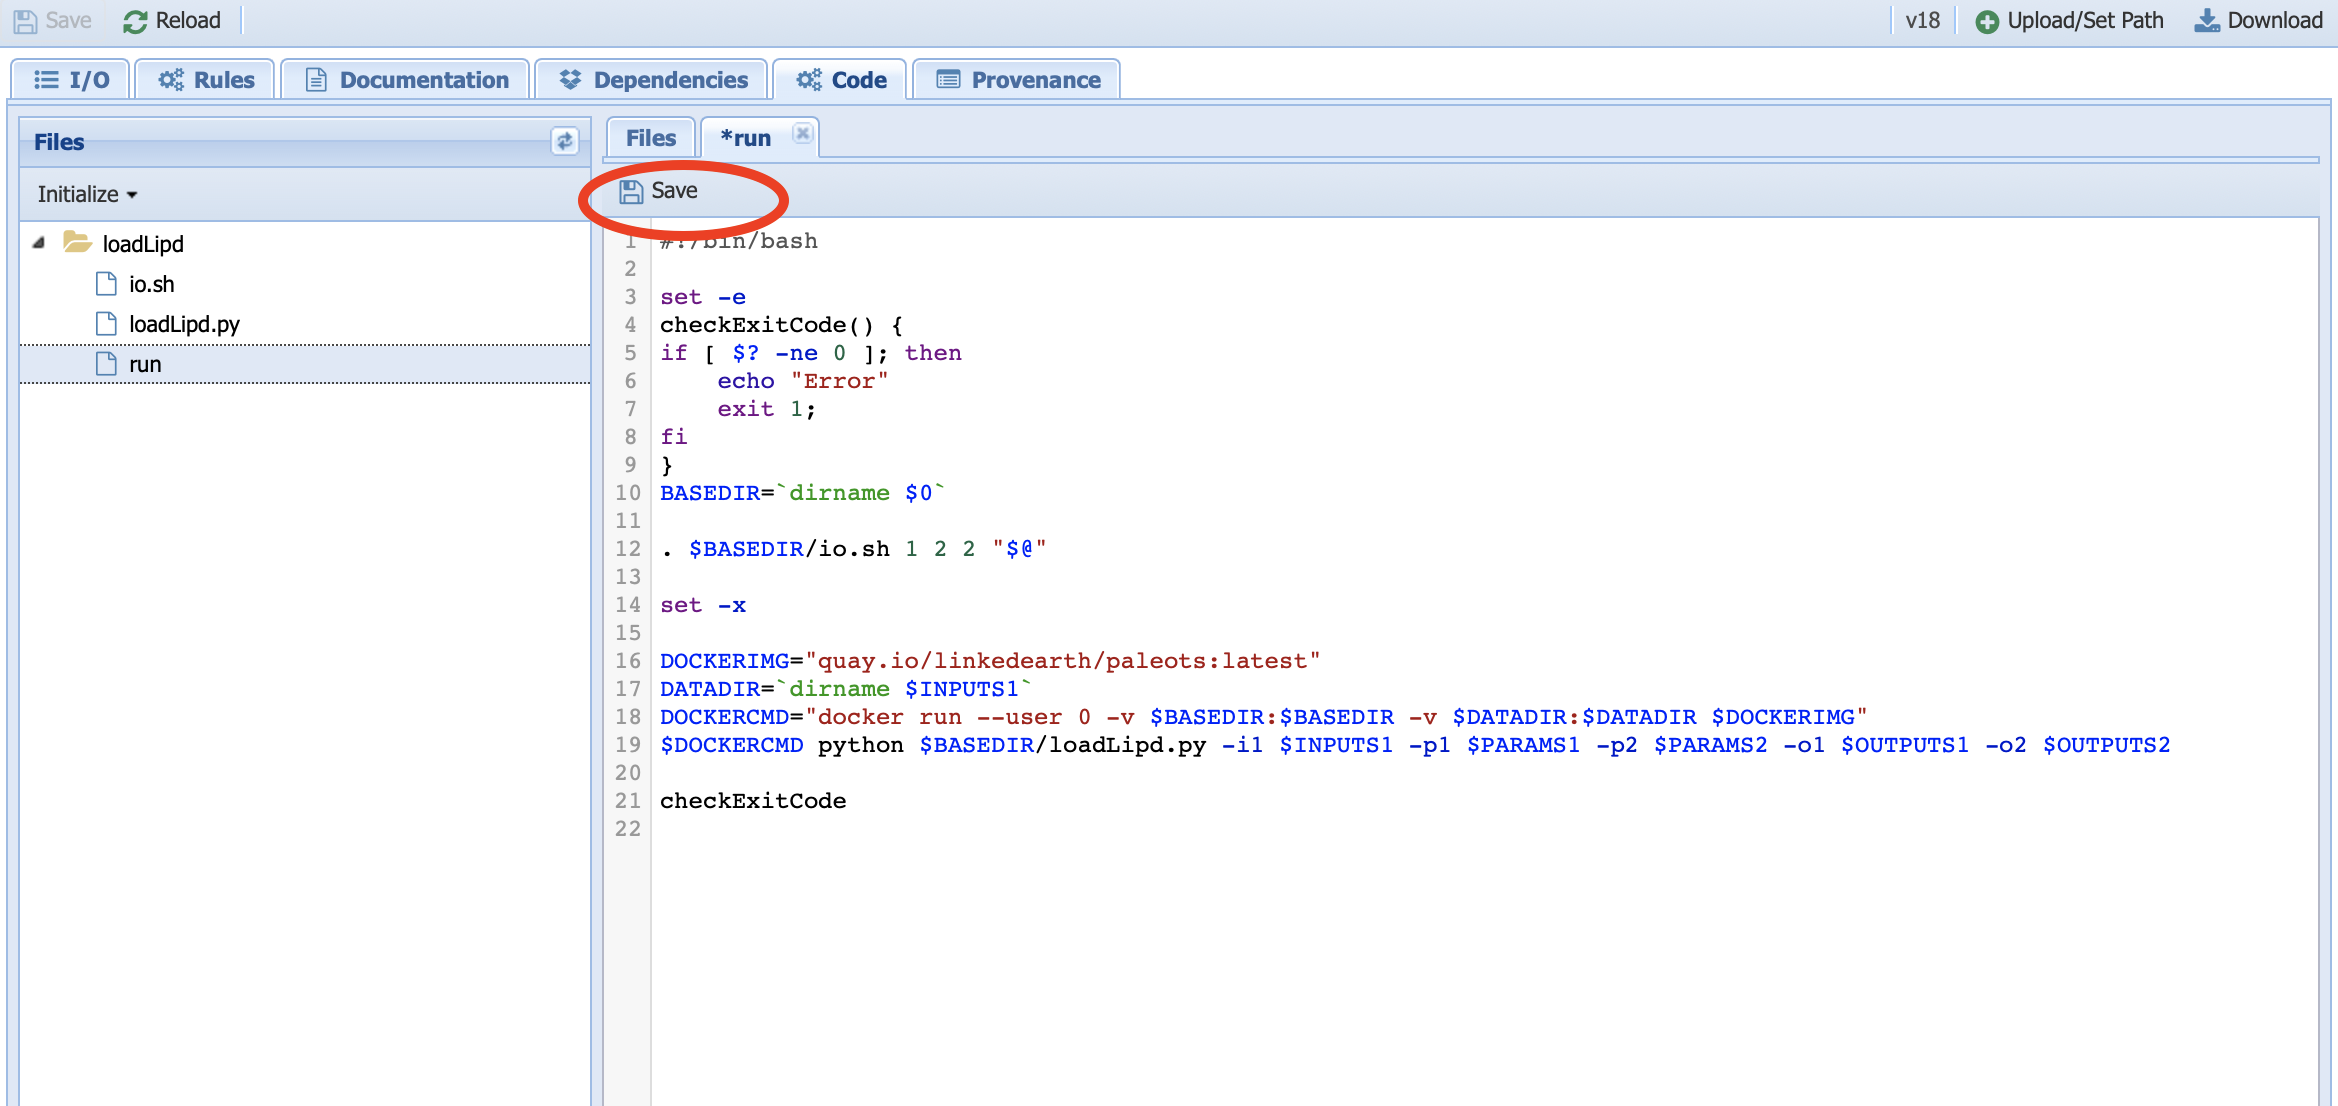 Save Reload v18 Upload/Set Path Download
I/O Rules Documentation Dependencies Code Provenance
Files
Initialize
loadLipd
io.sh
loadLipd.py
run
Files *run
Save
1 #!/bin/bash
2
3 set -e
4 checkExitCode() {
5 if [ $? -ne 0 ]; then
6     echo "Error"
7     exit 1;
8 fi
9 }
10 BASEDIR=`dirname $0`
11
12 . $BASEDIR/io.sh 1 2 2 "$@"
13
14 set -x
15
16 DOCKERIMG="quay.io/linkedearth/paleots:latest"
17 DATADIR=`dirname $INPUTS1`
18 DOCKERCMD="docker run --user 0 -v $BASEDIR:$BASEDIR -v $DATADIR:$DATADIR $DOCKERIMG"
19 $DOCKERCMD python $BASEDIR/loadLipd.py -i1 $INPUTS1 -p1 $PARAMS1 -p2 $PARAMS2 -o1 $OUTPUTS1 -o2 $OUTPUTS2
20
21 checkExitCode
22